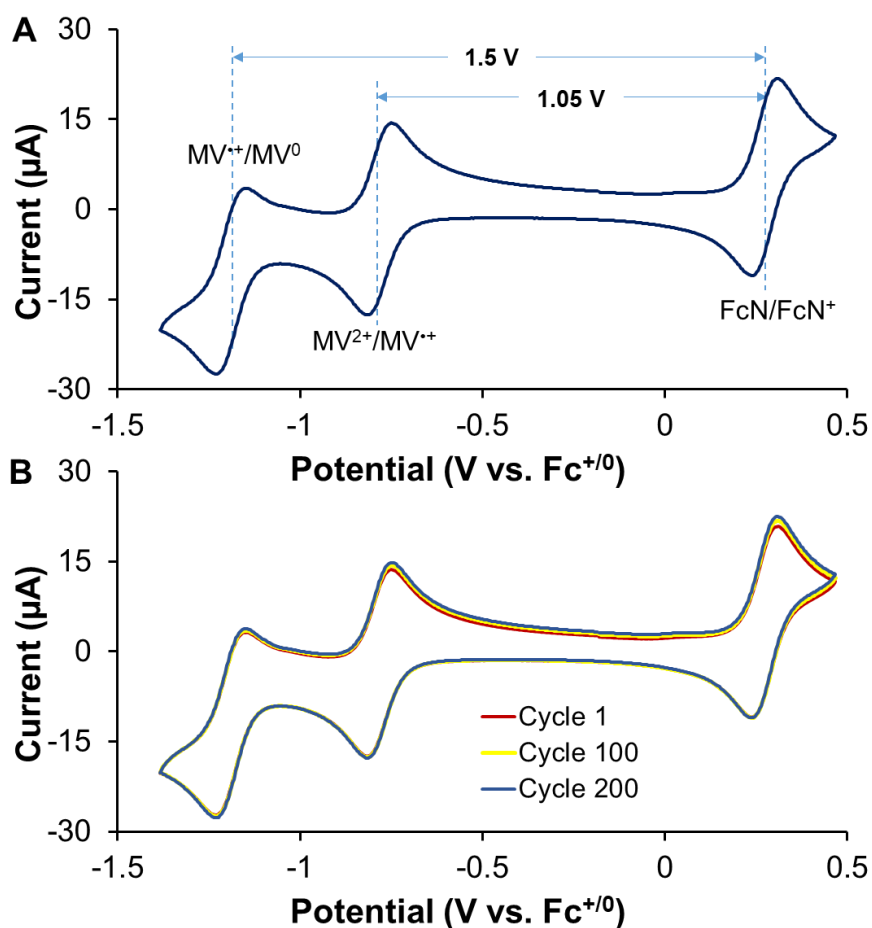 A
30
15
0
-15
-30
Current (µA)
1.5 V
1.05 V
MV•⁺/MV⁰
MV²⁺/MV•⁺
FcN/FcN⁺
-1.5
-1
-0.5
0
0.5
Potential (V vs. Fc⁺/⁰)
B
30
15
0
-15
-30
Current (µA)
Cycle 1
Cycle 100
Cycle 200
-1.5
-1
-0.5
0
0.5
Potential (V vs. Fc⁺/⁰)